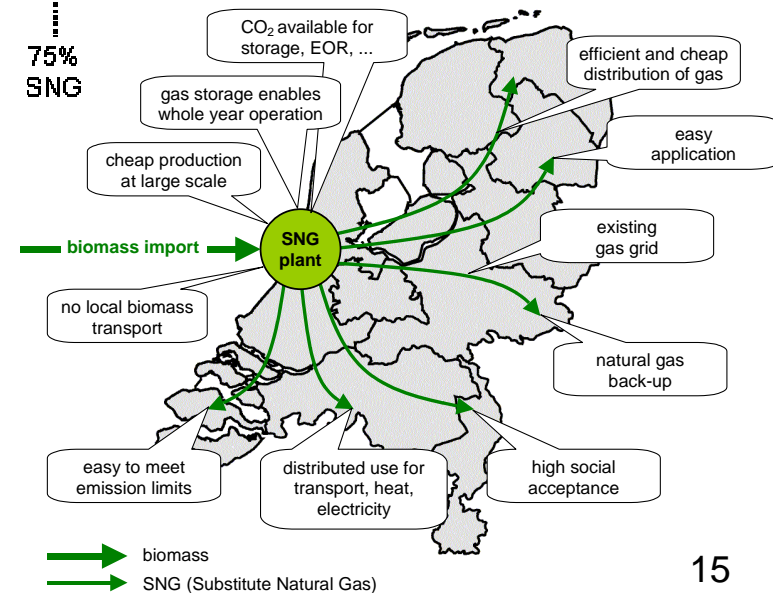 75%
SNG
CO2 available for
storage, EOR, ...
gas storage enables
whole year operation
cheap production
at large scale
biomass import
SNG
plant
no local biomass
transport
efficient and cheap
distribution of gas
easy
application
existing
gas grid
natural gas
back-up
easy to meet
emission limits
distributed use for
transport, heat,
electricity
high social
acceptance
biomass
SNG (Substitute Natural Gas)
15